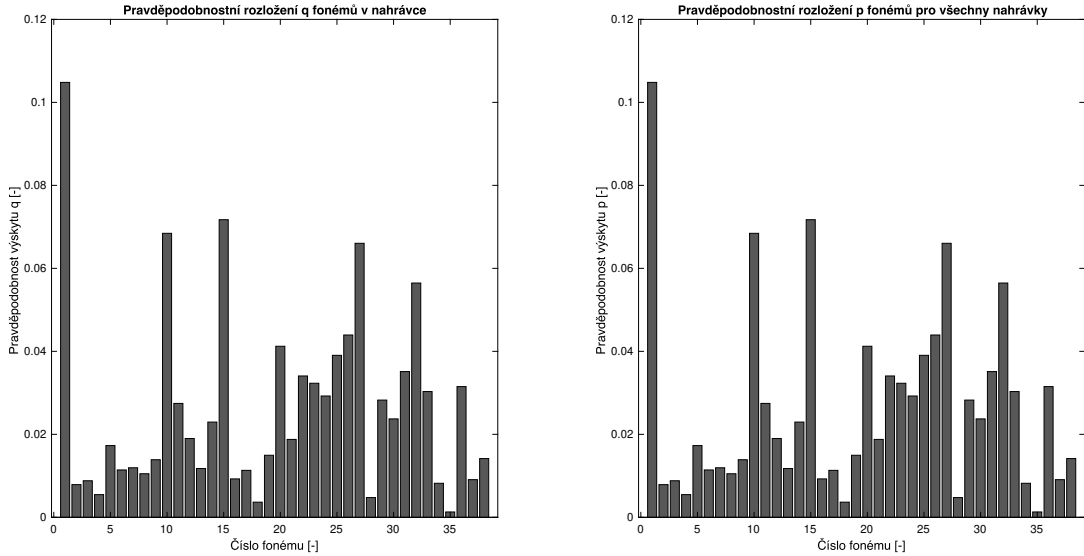 Pravděpodobnostní rozložení q fonémů v nahrávce
0.12
0.1
0.08
0.06
0.04
0.02
0
Pravděpodobnost výskytu q [-]
0 5 10 15 20 25 30 35
Číslo fonému [-]
Pravděpodobnostní rozložení p fonémů pro všechny nahrávky
0.12
0.1
0.08
0.06
0.04
0.02
0
Pravděpodobnost výskytu p [-]
0 5 10 15 20 25 30 35
Číslo fonému [-]